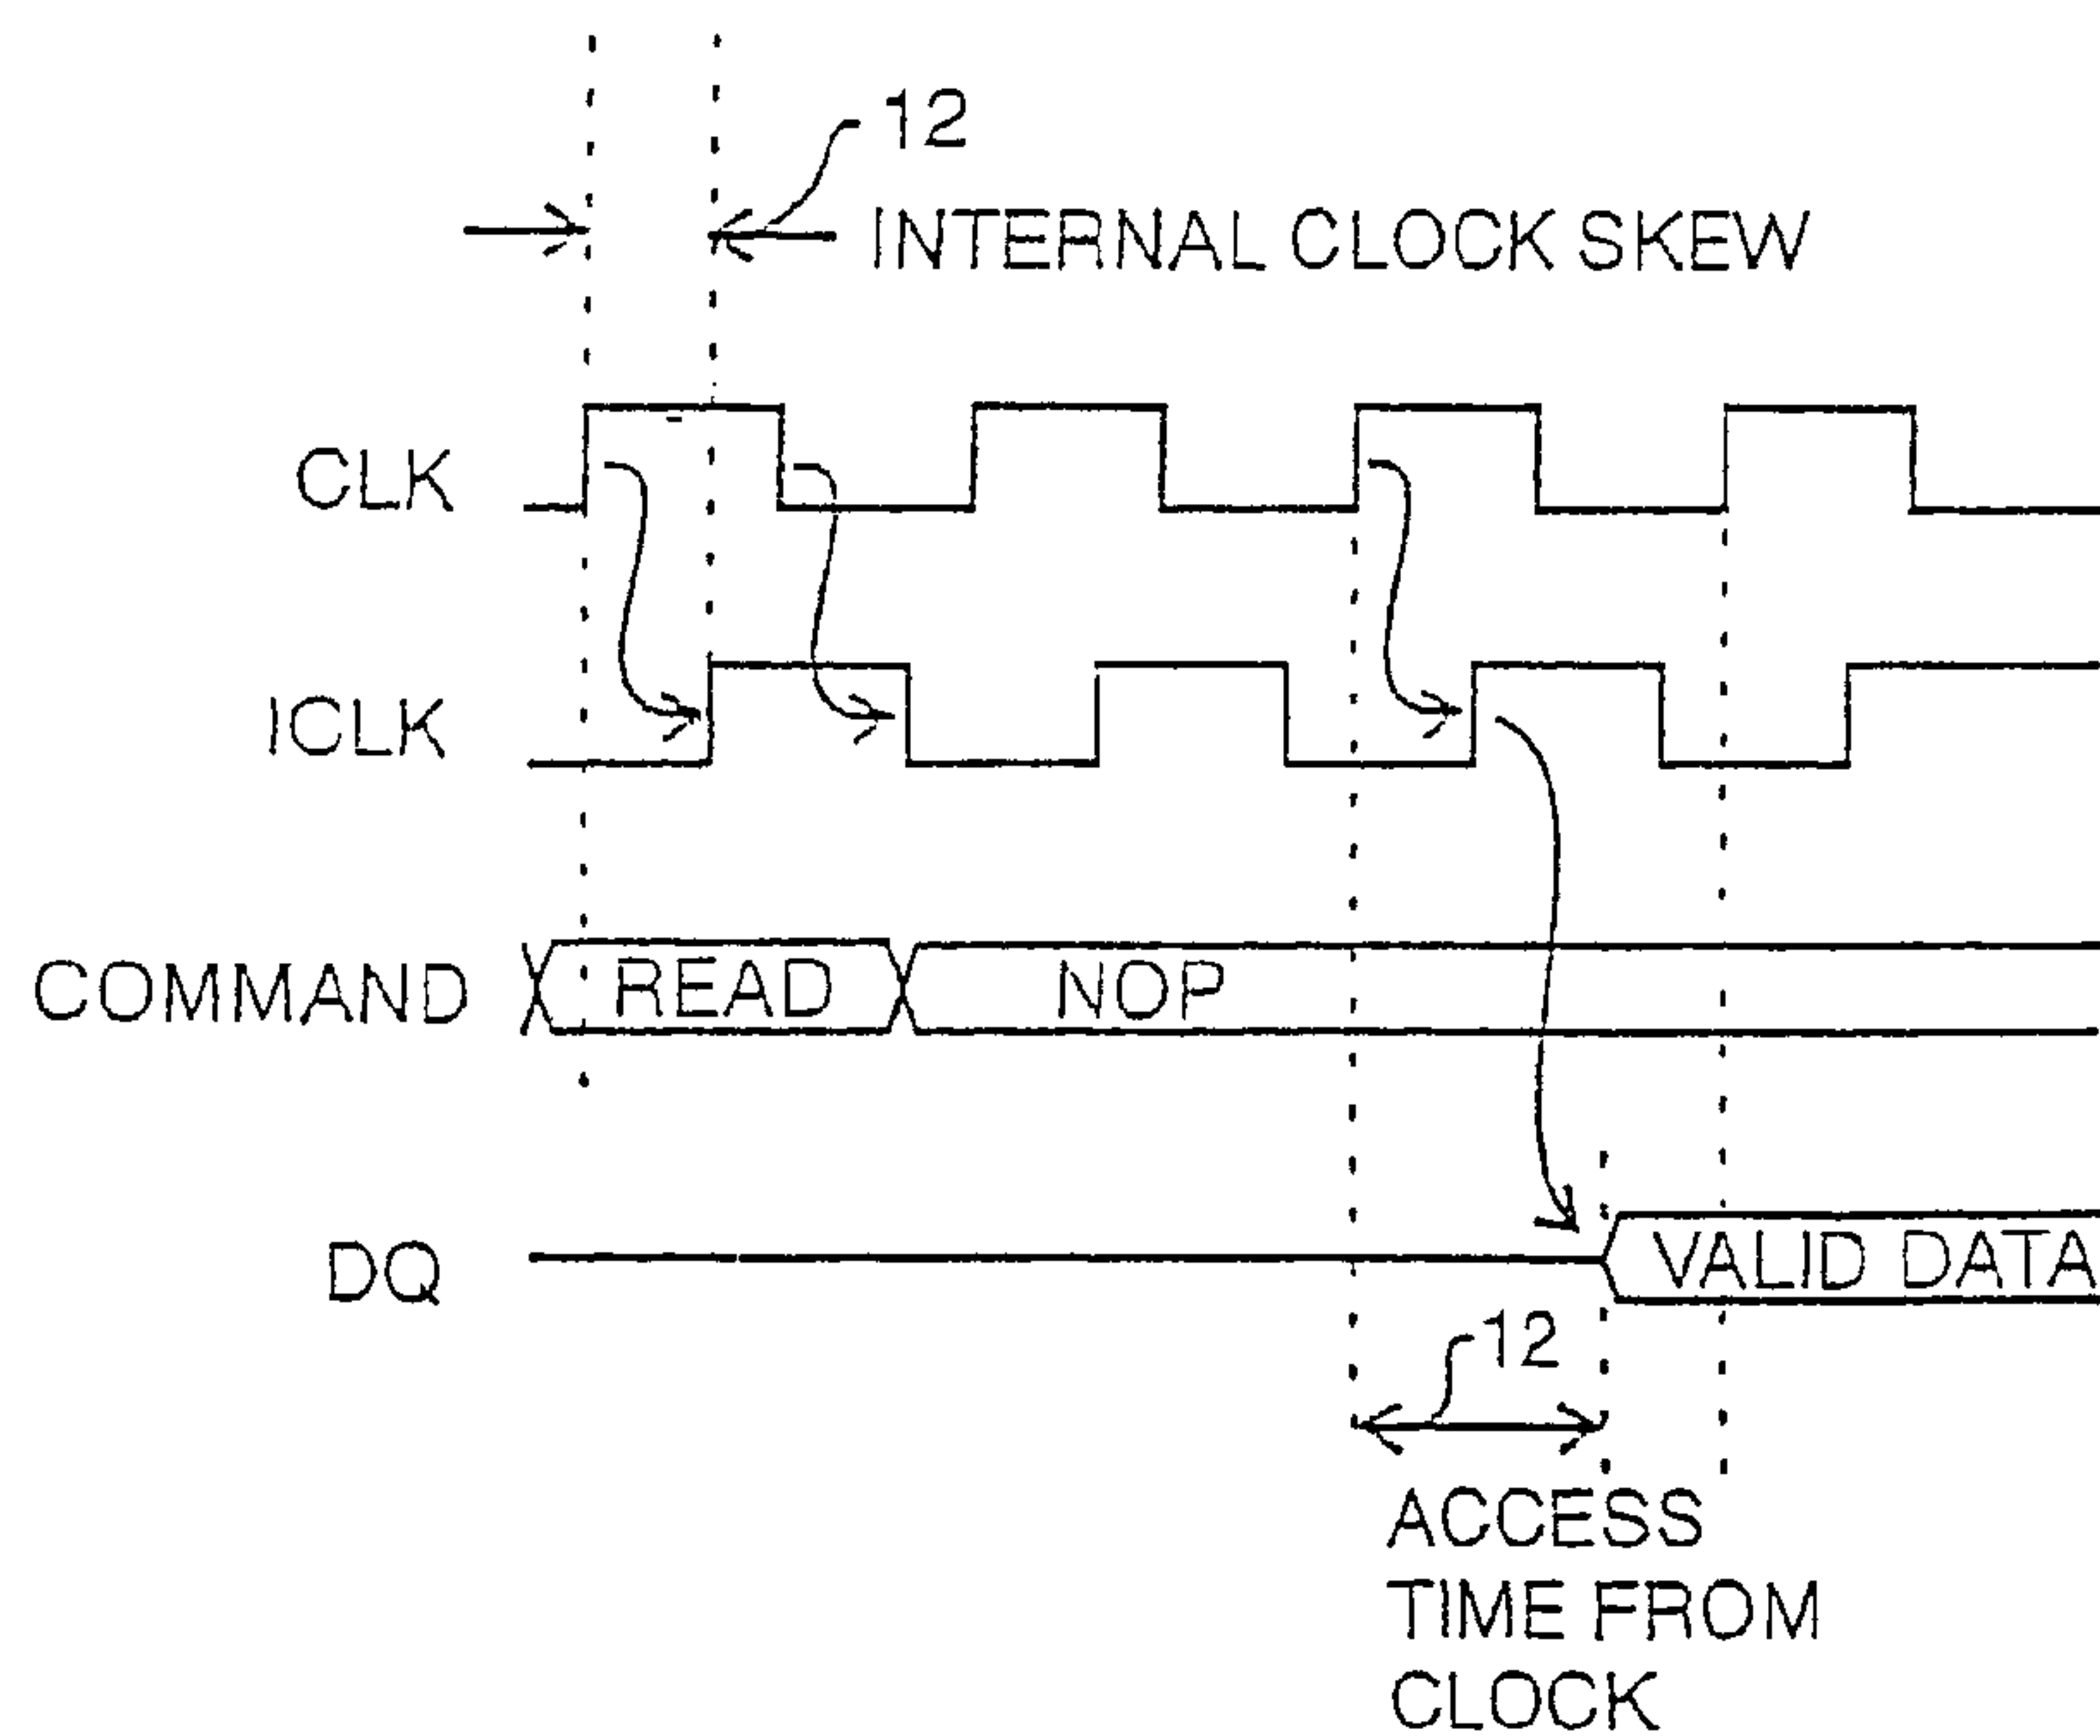 12
INTERNAL CLOCK SKEW
CLK
ICLK
COMMAND READ NOP
DQ VALID DATA
12
ACCESS
TIME FROM
CLOCK